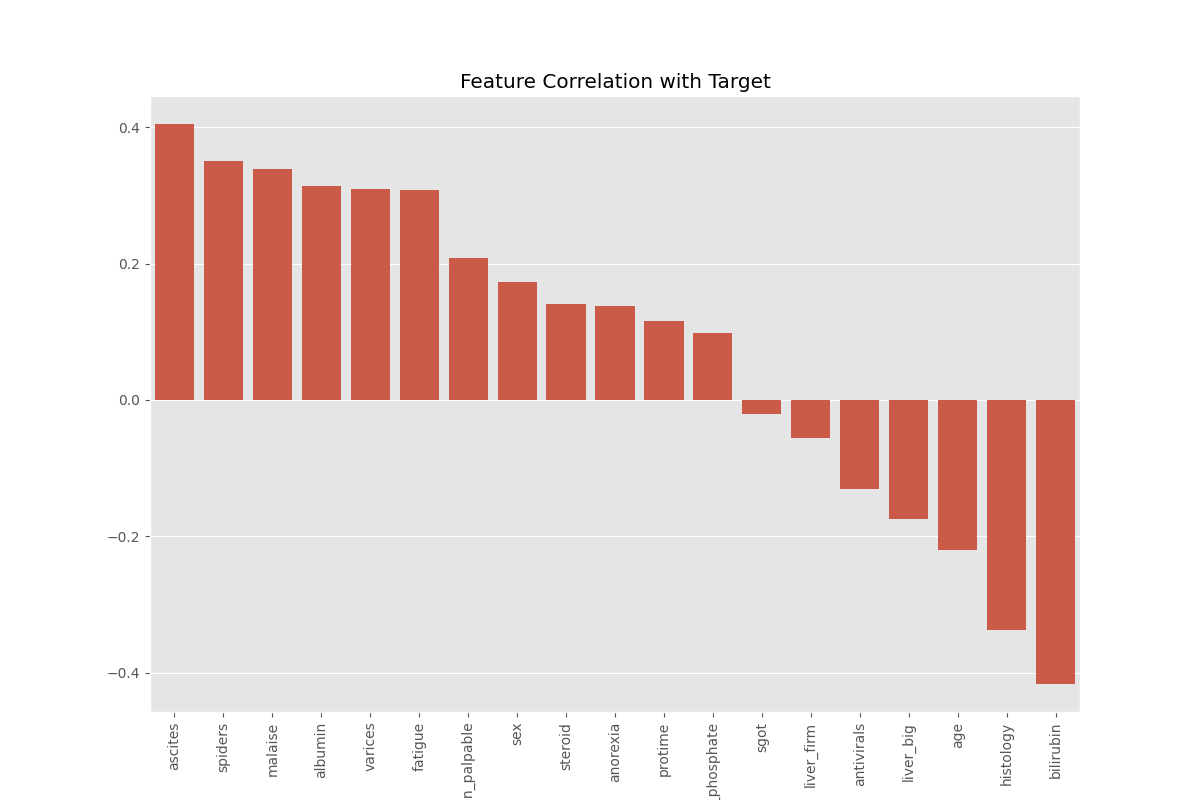 Feature Correlation with Target
0.4
0.2
0.0
−0.2
−0.4
ascites
spiders
malaise
albumin
varices
fatigue
n_palpable
sex
steroid
anorexia
protime
_phosphate
sgot
liver_firm
antivirals
liver_big
age
histology
bilirubin